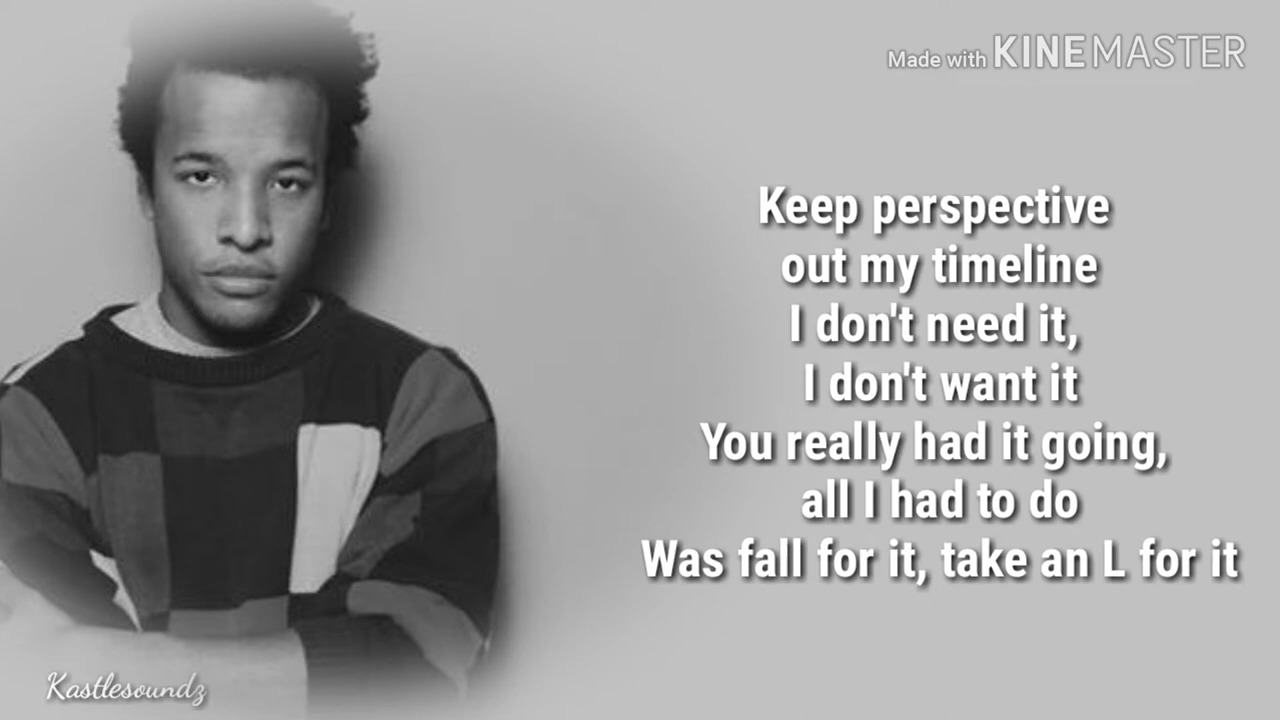 Made with KINEMASTER
Keep perspective
out my timeline
I don't need it,
I don't want it
You really had it going,
all I had to do
Was fall for it, take an L for it
Kastlesoundz